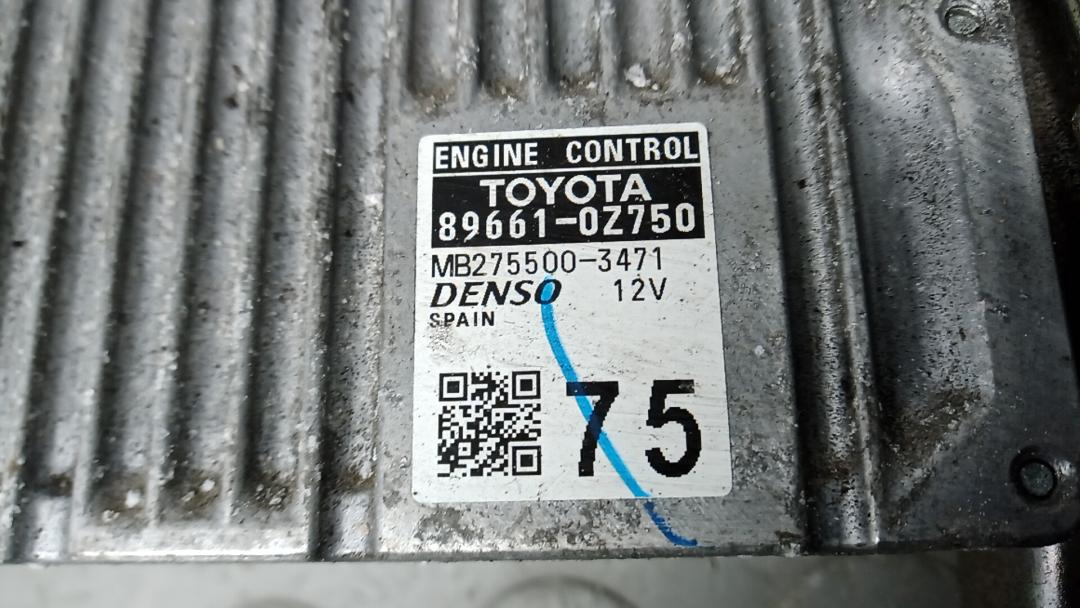 ENGINE CONTROL
TOYOTA
89661-0Z750
MB275500-3471
DENSO 12V
SPAIN
75